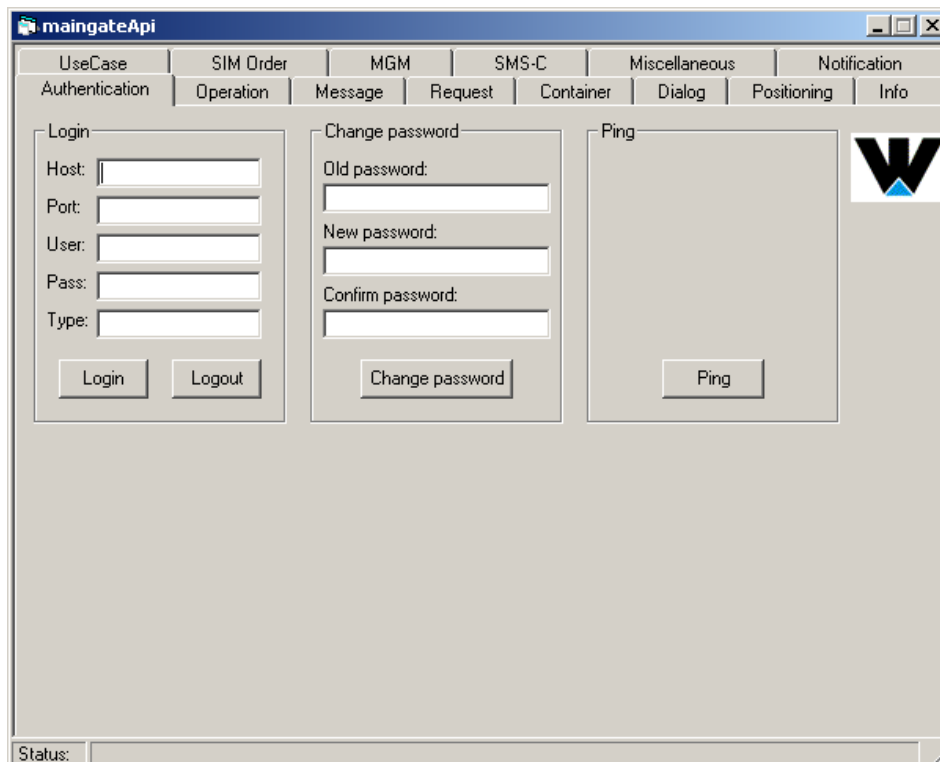 maingateApi
UseCase SIM Order MGM SMS-C Miscellaneous Notification
Authentication Operation Message Request Container Dialog Positioning Info
Login Change password Ping
Host: Old password:
Port:
User: New password:
Pass: Confirm password:
Type:
Login Logout Change password Ping
Status: